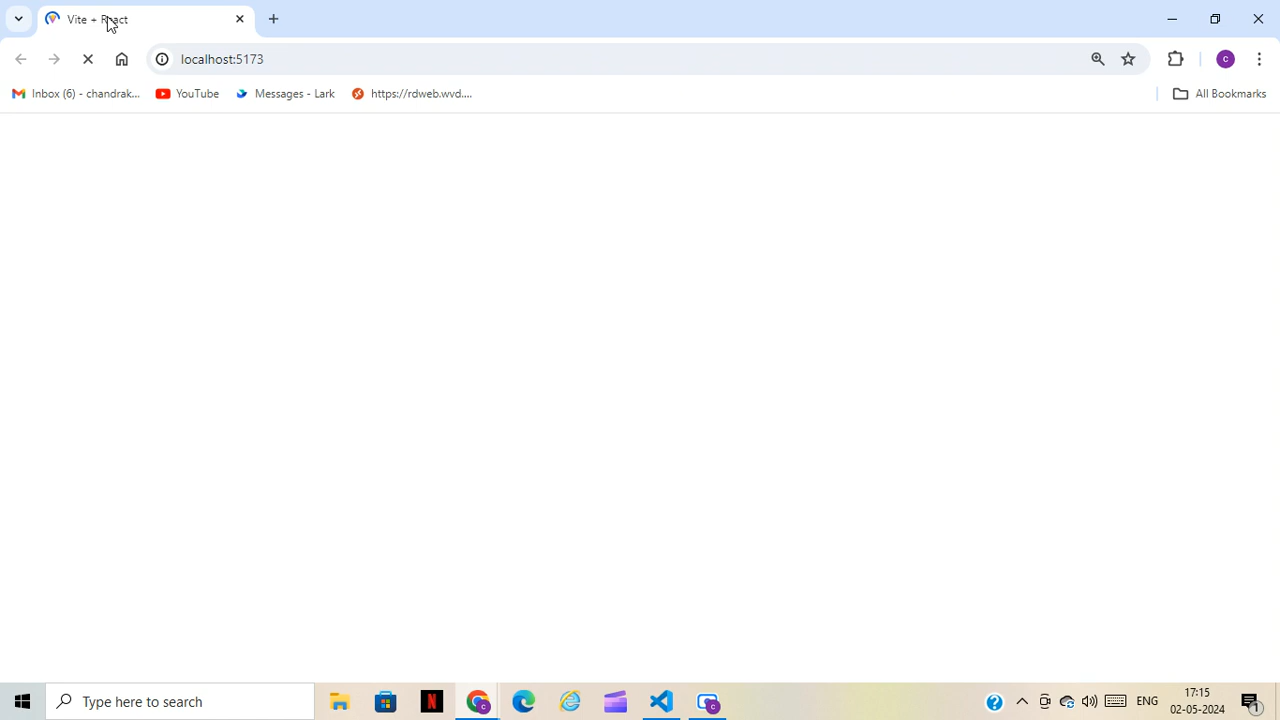 Vite + React
localhost:5173
Inbox (6) - chandrak...
YouTube
Messages - Lark
https://rdweb.wvd....
All Bookmarks
C
Type here to search
N
C
C
ENG
17:15
02-05-2024
1